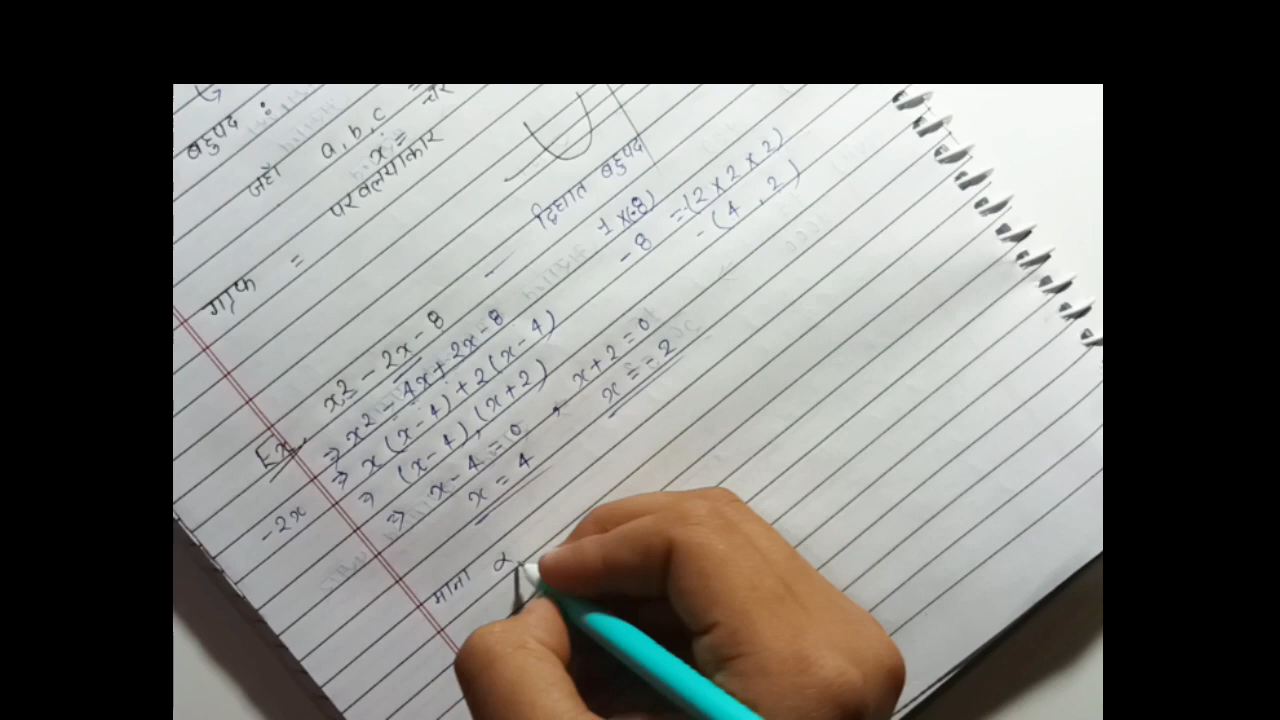 बहुपद :
जहाँ a, b, c =
x = चर
ग्राफ = परवलयाकार
— द्विघात बहुपद
Ex. x² - 2x - 8
1 x(-8) = -(2 x 2 x 2)
- 8 - (4 , 2)
⇒ x² - 4x + 2x - 8
⇒ x (x - 4) + 2 (x - 4)
-2x ⇒ (x - 4), (x + 2)
⇒ x - 4 = 0, x + 2 = 0
x = 4 x = - 2
माना α